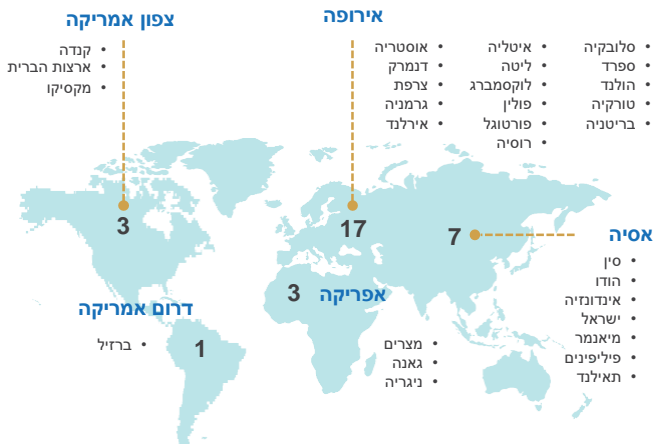 צפון אמריקה
• קנדה
• ארצות הברית
• מקסיקו
3
אירופה
• אוסטריה
• דנמרק
• צרפת
• גרמניה
• אירלנד
• איטליה
• ליטה
• לוקסמברג
• פולין
• פורטוגל
• רוסיה
• סלובקיה
• ספרד
• הולנד
• טורקיה
• בריטניה
17
אסיה
7
• סין
• הודו
• אינדונזיה
• ישראל
• מיאנמר
• פיליפינים
• תאילנד
אפריקה
3
• מצרים
• גאנה
• ניגריה
דרום אמריקה
• ברזיל
1